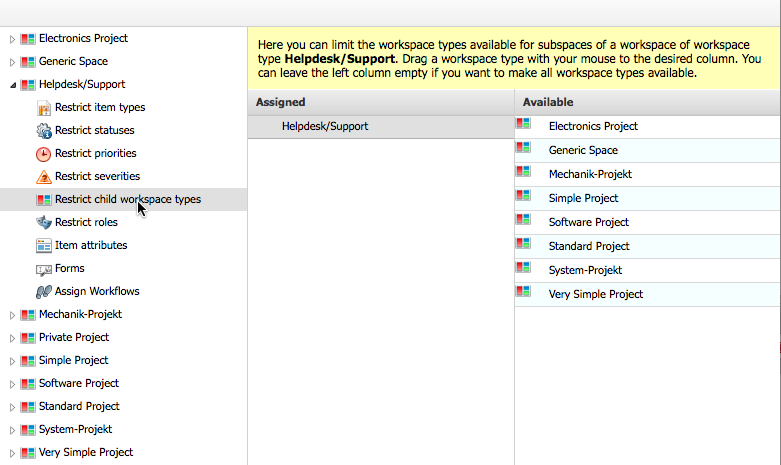 Electronics Project
Generic Space
Helpdesk/Support
Restrict item types
Restrict statuses
Restrict priorities
Restrict severities
Restrict child workspace types
Restrict roles
Item attributes
Forms
Assign Workflows
Mechanik-Projekt
Private Project
Simple Project
Software Project
Standard Project
System-Projekt
Very Simple Project
Here you can limit the workspace types available for subspaces of a workspace of workspace
type Helpdesk/Support. Drag a workspace type with your mouse to the desired column. You
can leave the left column empty if you want to make all workspace types available.
Assigned
Helpdesk/Support
Available
Electronics Project
Generic Space
Mechanik-Projekt
Simple Project
Software Project
Standard Project
System-Projekt
Very Simple Project